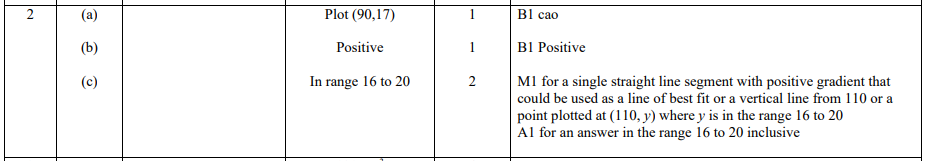 2 (a) Plot (90,17) 1 B1 cao
(b) Positive 1 B1 Positive
(c) In range 16 to 20 2 M1 for a single straight line segment with positive gradient that
could be used as a line of best fit or a vertical line from 110 or a
point plotted at (110, y) where y is in the range 16 to 20
A1 for an answer in the range 16 to 20 inclusive